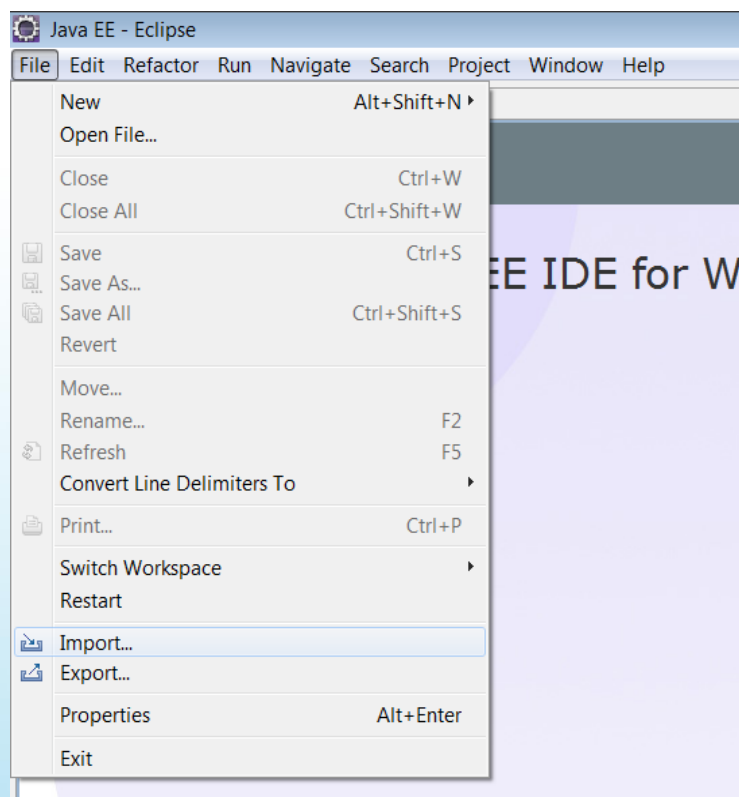 Java EE - Eclipse
File Edit Refactor Run Navigate Search Project Window Help
New Alt+Shift+N
Open File...
Close Ctrl+W
Close All Ctrl+Shift+W
Save Ctrl+S
Save As...
Save All Ctrl+Shift+S
Revert
Move...
Rename... F2
Refresh F5
Convert Line Delimiters To
Print... Ctrl+P
Switch Workspace
Restart
Import...
Export...
Properties Alt+Enter
Exit
EE IDE for W